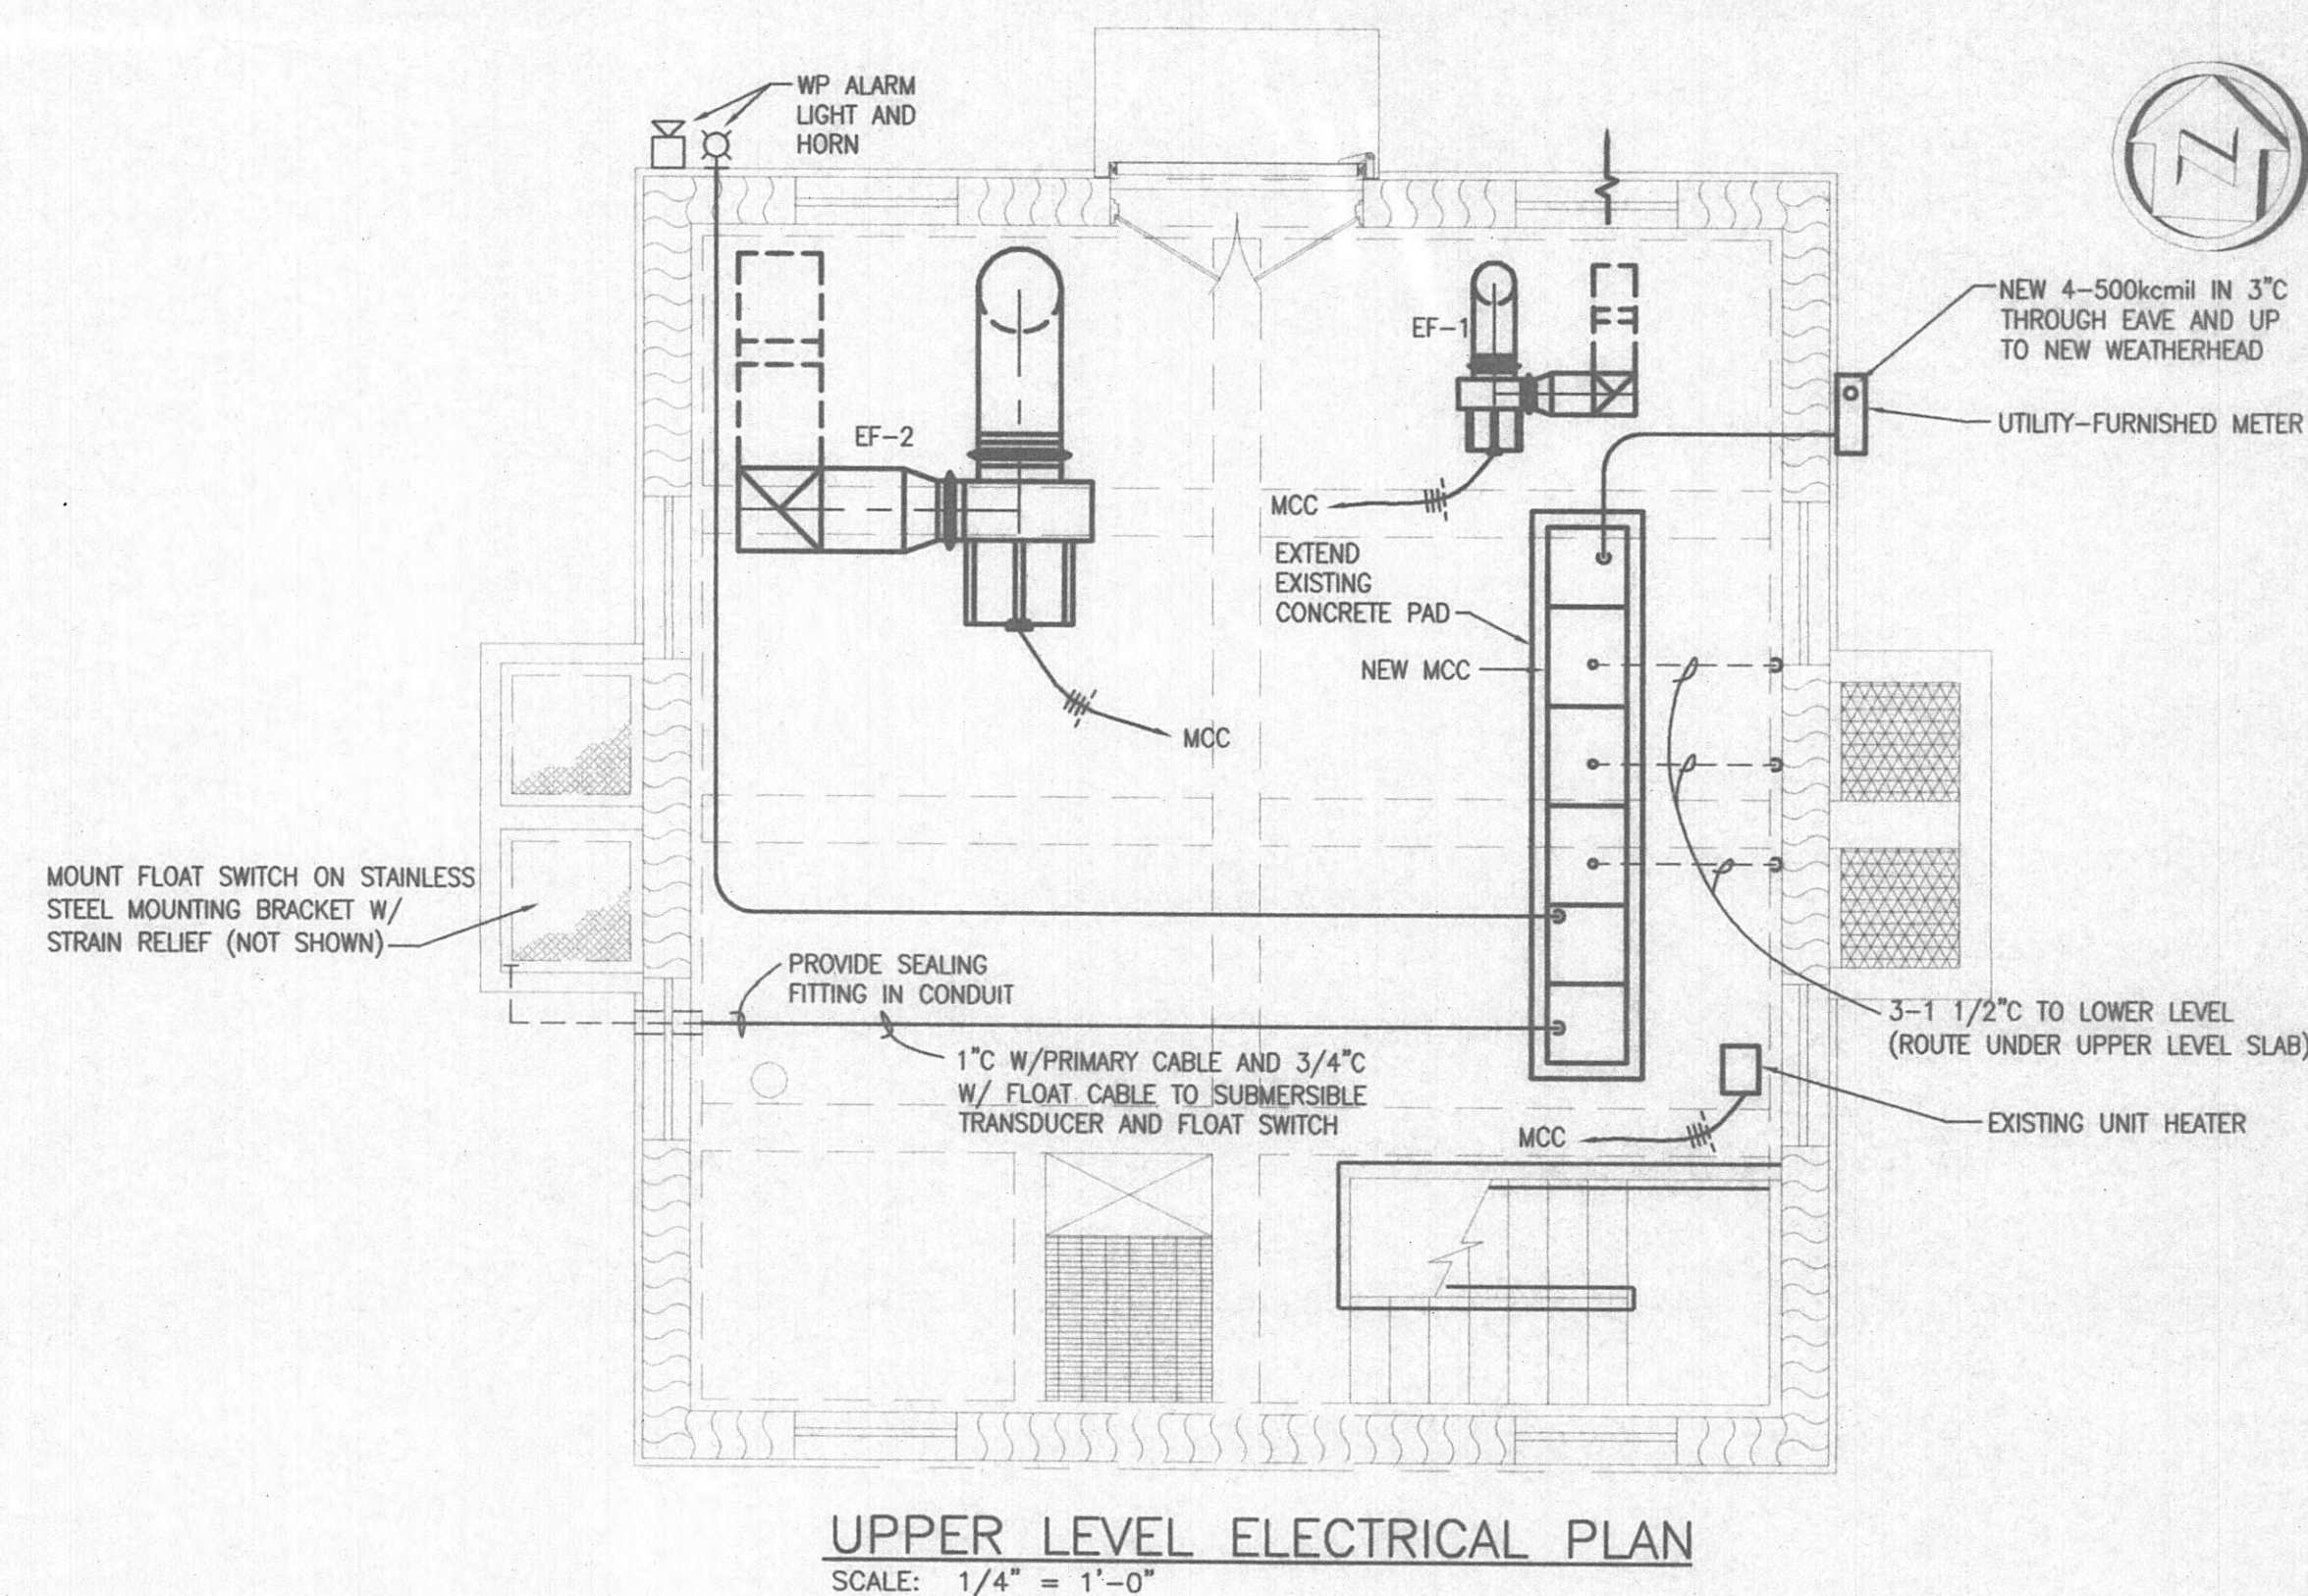 WP ALARM
LIGHT AND
HORN
N
NEW 4-500kcmil IN 3"C
THROUGH EAVE AND UP
TO NEW WEATHERHEAD
UTILITY-FURNISHED METER
EF-1
EF-2
MCC
EXTEND
EXISTING
CONCRETE PAD
NEW MCC
MCC
MOUNT FLOAT SWITCH ON STAINLESS
STEEL MOUNTING BRACKET W/
STRAIN RELIEF (NOT SHOWN)
PROVIDE SEALING
FITTING IN CONDUIT
1"C W/PRIMARY CABLE AND 3/4"C
W/ FLOAT CABLE TO SUBMERSIBLE
TRANSDUCER AND FLOAT SWITCH
3-1 1/2"C TO LOWER LEVEL
(ROUTE UNDER UPPER LEVEL SLAB)
EXISTING UNIT HEATER
MCC
UPPER LEVEL ELECTRICAL PLAN
SCALE: 1/4" = 1'-0"